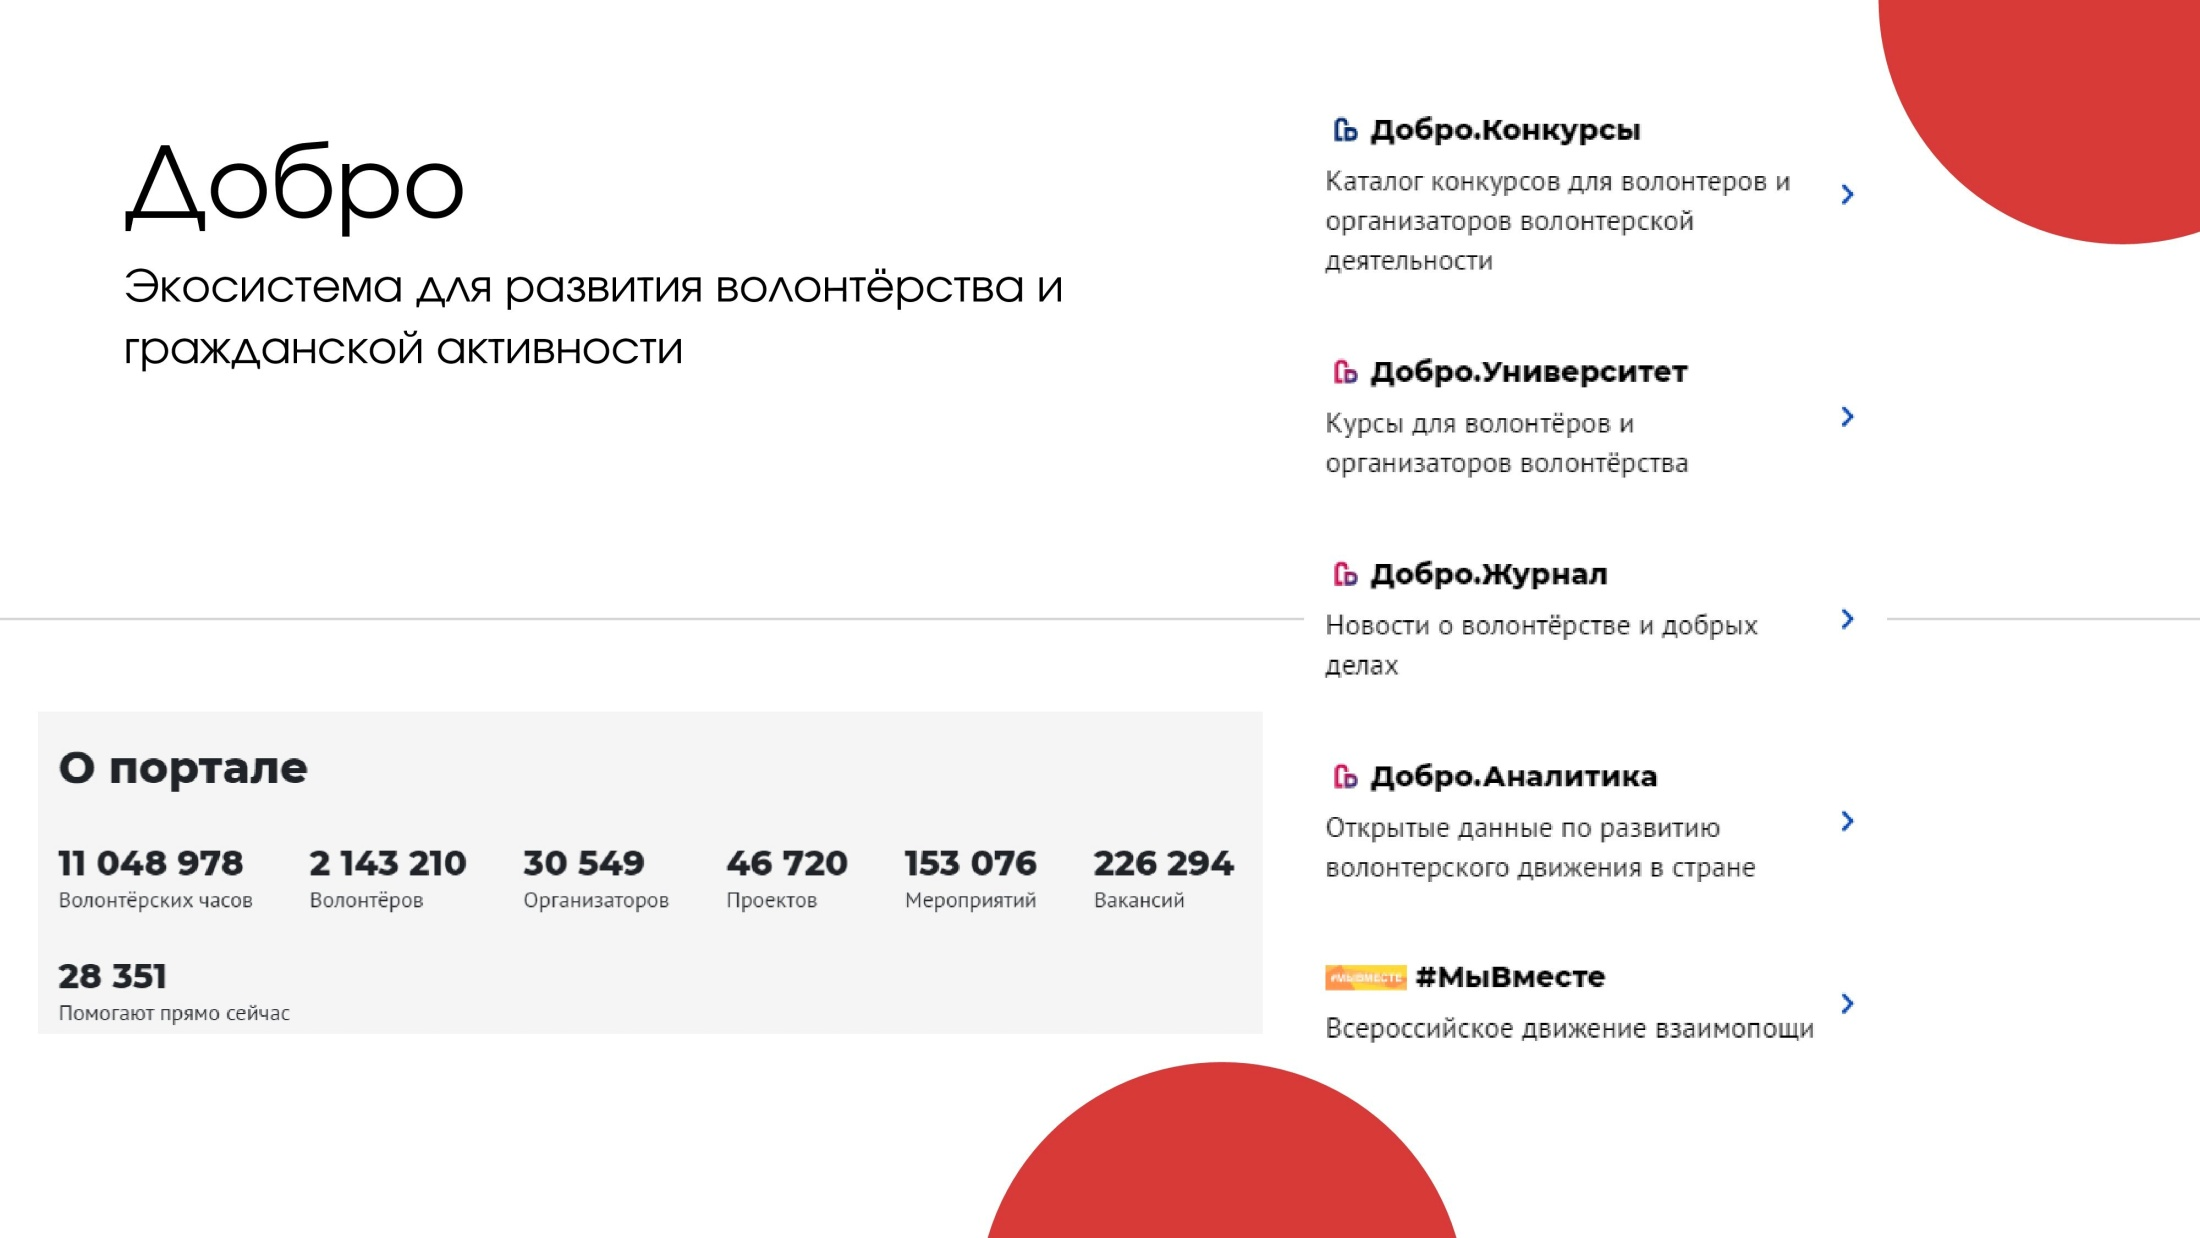 Добро
Экосистема для развития волонтёрства и
гражданской активности
О портале
11 048 978
Волонтёрских часов
2 143 210
Волонтёров
30 549
Организаторов
46 720
Проектов
153 076
Мероприятий
226 294
Вакансий
28 351
Помогают прямо сейчас
Добро.Конкурсы
Каталог конкурсов для волонтеров и
организаторов волонтерской
деятельности
Добро.Университет
Курсы для волонтёров и
организаторов волонтёрства
Добро.Журнал
Новости о волонтёрстве и добрых
делах
Добро.Аналитика
Открытые данные по развитию
волонтерского движения в стране
#МЫВМЕСТЕ #МыВместе
Всероссийское движение взаимопощи